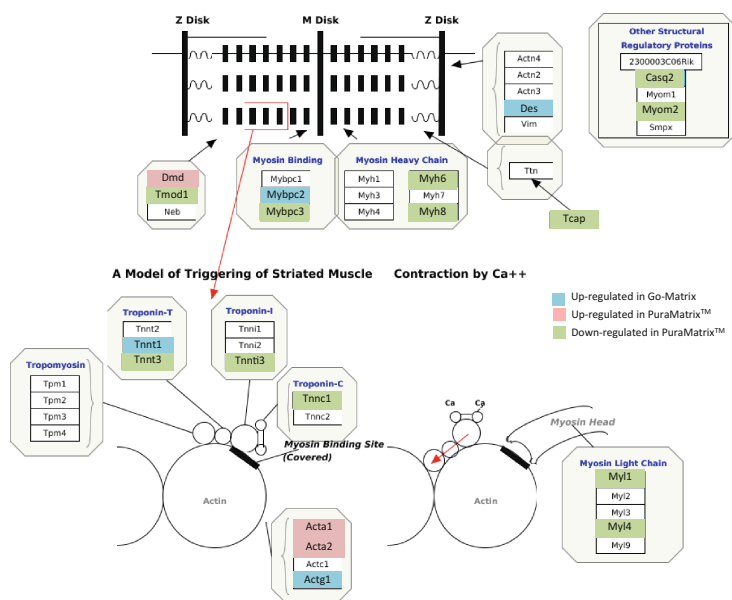 Z Disk
M Disk
Z Disk
Other Structural
Regulatory Proteins
2300003C06Rik
Casq2
Myom1
Myom2
Smpx
Actn4
Actn2
Actn3
Des
Vim
Ttn
Tcap
Dmd
Tmod1
Neb
Myosin Binding
Mybpc1
Mybpc2
Mybpc3
Myosin Heavy Chain
Myh1
Myh3
Myh4
Myh6
Myh7
Myh8
A Model of Triggering of Striated Muscle Contraction by Ca++
Up-regulated in Go-Matrix
Up-regulated in PuraMatrix™
Down-regulated in PuraMatrix™
Troponin-T
Tnnt2
Tnnt1
Tnnt3
Troponin-I
Tnni1
Tnni2
Tnnti3
Tropomyosin
Tpm1
Tpm2
Tpm3
Tpm4
Troponin-C
Tnnc1
Tnnc2
Myosin Binding Site
(Covered)
Actin
Acta1
Acta2
Actc1
Actg1
Ca Ca
Myosin Head
Actin
Myosin Light Chain
Myl1
Myl2
Myl3
Myl4
Myl9